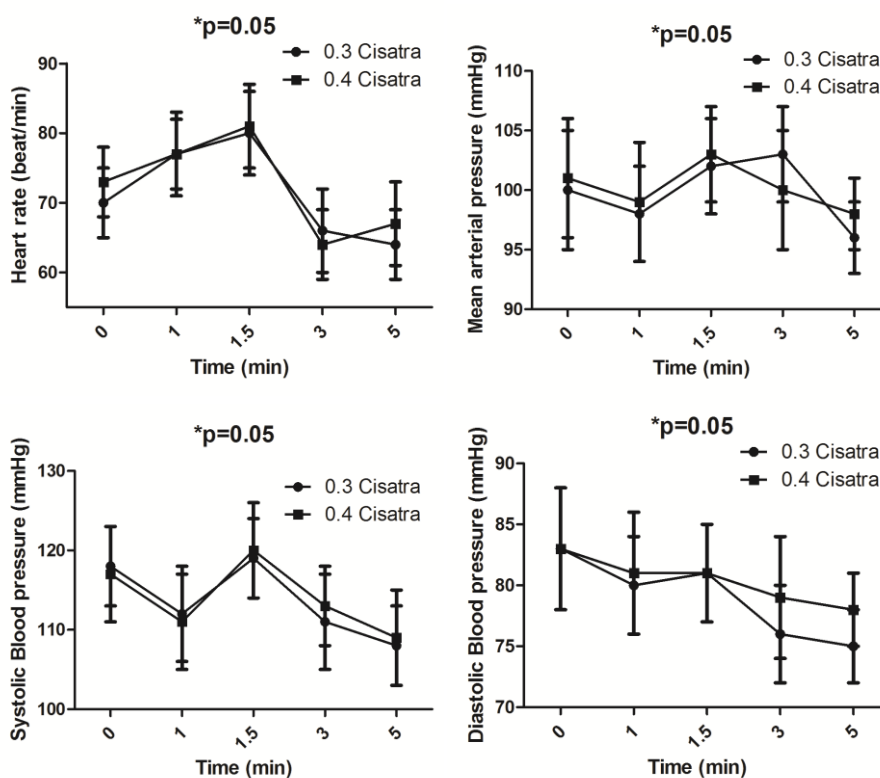 *p=0.05
0.3 Cisatra
0.4 Cisatra
Heart rate (beat/min)
90
80
70
60
0
1
1.5
3
5
Time (min)
*p=0.05
0.3 Cisatra
0.4 Cisatra
Mean arterial pressure (mmHg)
110
105
100
95
90
0
1
1.5
3
5
Time (min)
*p=0.05
0.3 Cisatra
0.4 Cisatra
Systolic Blood pressure (mmHg)
130
120
110
100
0
1
1.5
3
5
Time (min)
*p=0.05
0.3 Cisatra
0.4 Cisatra
Diastolic Blood pressure (mmHg)
90
85
80
75
70
0
1
1.5
3
5
Time (min)